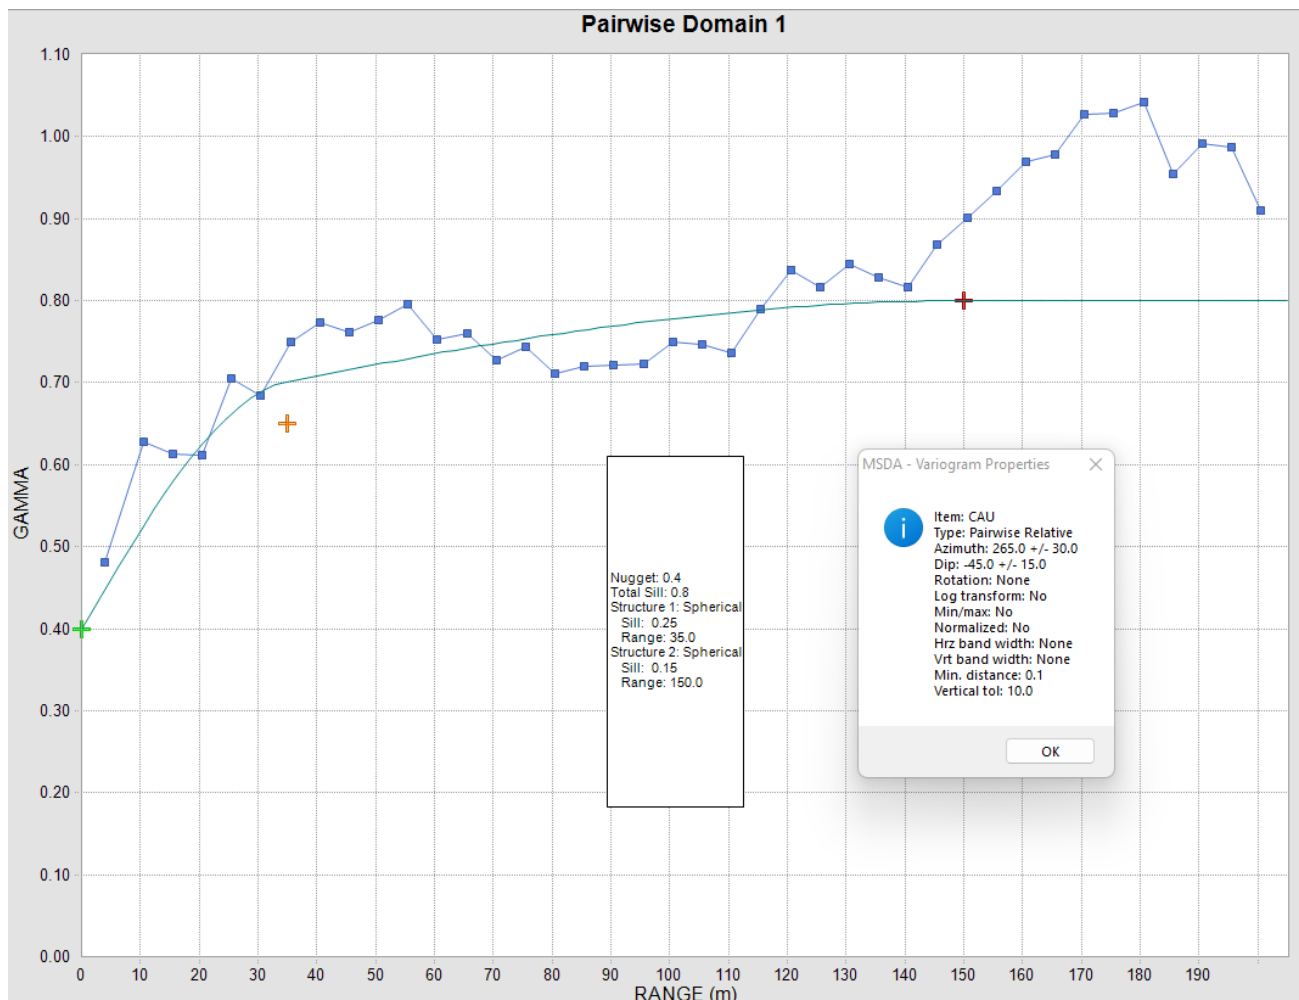 Pairwise Domain 1
1.10
1.00
0.90
0.80
0.70
0.60
0.50
0.40
0.30
0.20
0.10
0.00
GAMMA
0 10 20 30 40 50 60 70 80 90 100 110 120 130 140 150 160 170 180 190
RANGE (m)
Nugget: 0.4
Total Sill: 0.8
Structure 1: Spherical
Sill: 0.25
Range: 35.0
Structure 2: Spherical
Sill: 0.15
Range: 150.0
MSDA - Variogram Properties
Item: CAU
Type: Pairwise Relative
Azimuth: 265.0 +/- 30.0
Dip: -45.0 +/- 15.0
Rotation: None
Log transform: No
Min/max: No
Normalized: No
Hrz band width: None
Vrt band width: None
Min. distance: 0.1
Vertical tol: 10.0
OK